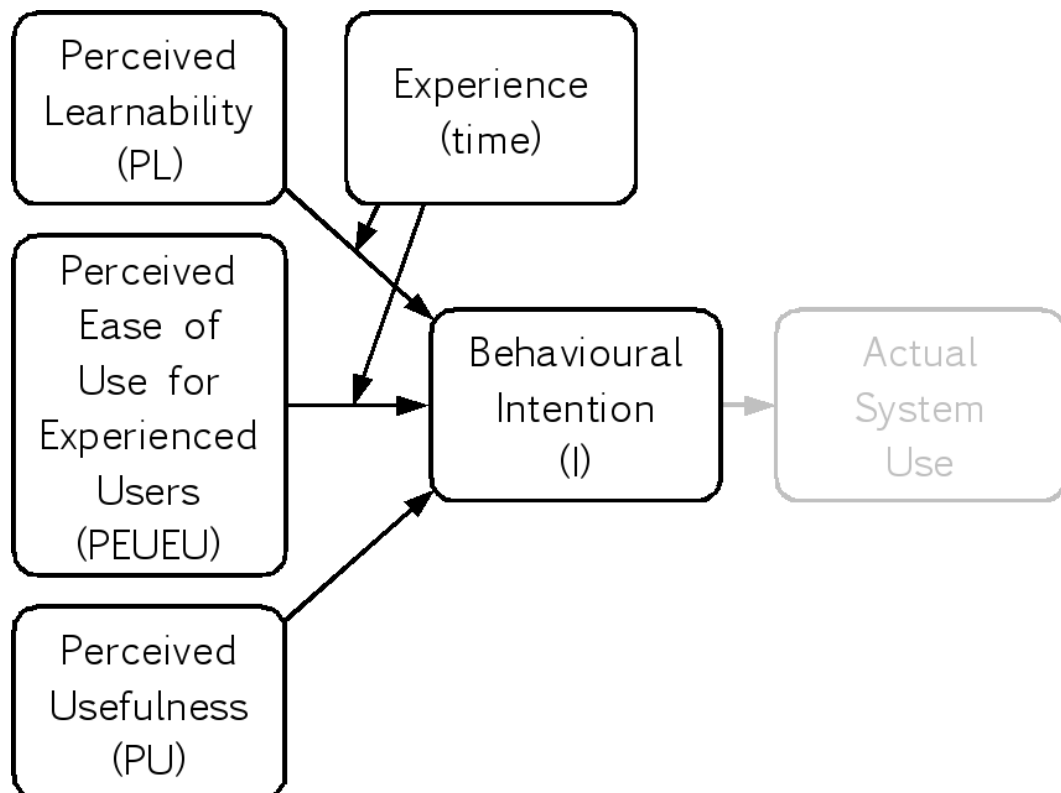 Perceived
Learnability
(PL)
Experience
(time)
Perceived
Ease of
Use for
Experienced
Users
(PEUEU)
Behavioural
Intention
(I)
Actual
System
Use
Perceived
Usefulness
(PU)